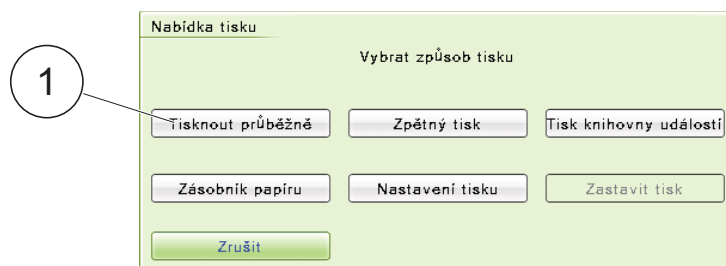 Nabídka tisku
Vybrat způsob tisku
1
Tisknout průběžně Zpětný tisk Tisk knihovny událostí
Zásobník papíru Nastavení tisku Zastavit tisk
Zrušit